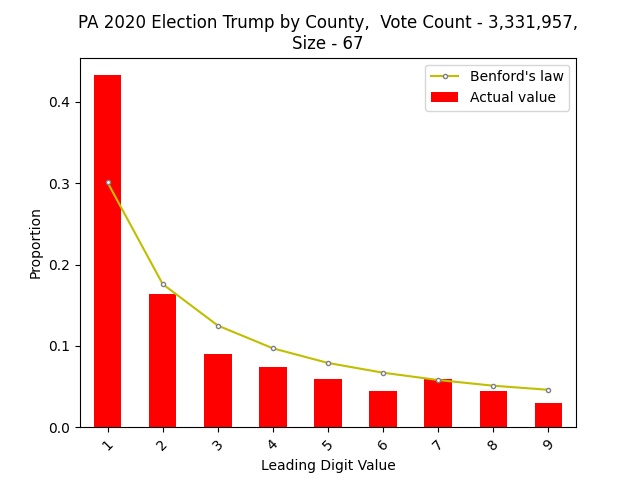 PA 2020 Election Trump by County,  Vote Count - 3,331,957,
Size - 67
Benford's law
Actual value
Proportion
0.4
0.3
0.2
0.1
0.0
1 2 3 4 5 6 7 8 9
Leading Digit Value